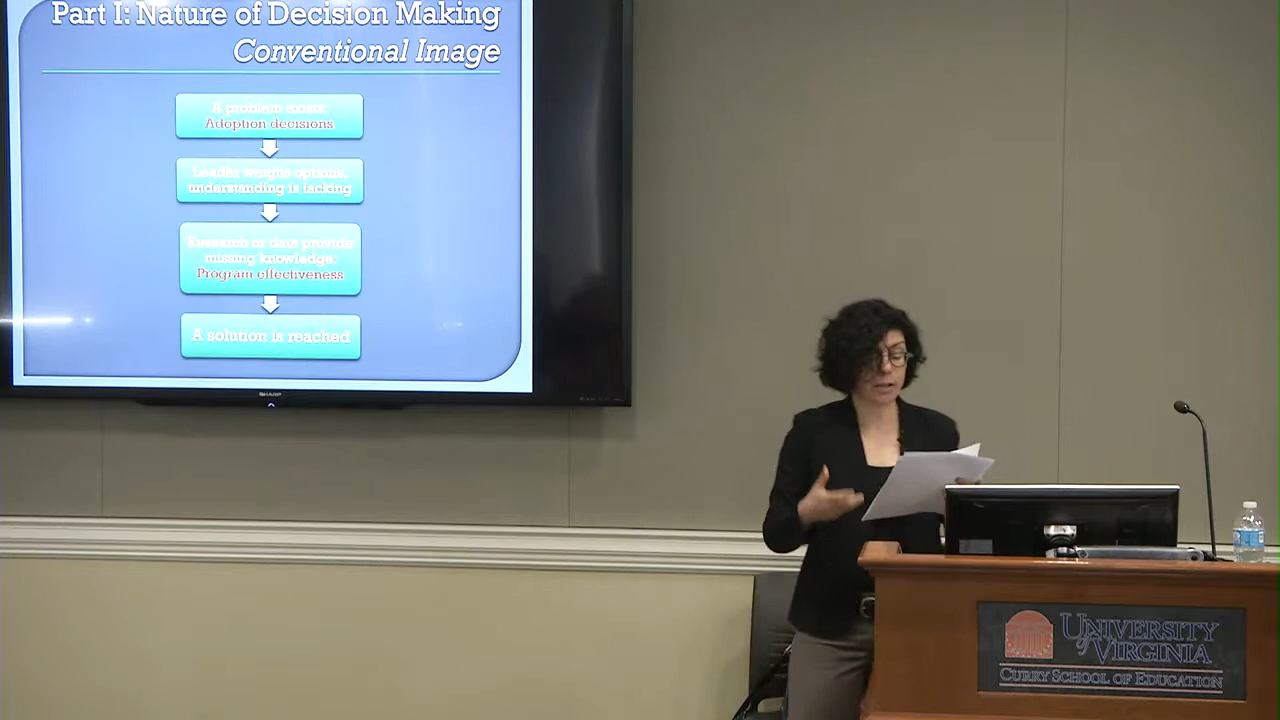 Part I: Nature of Decision Making
Conventional Image
A problem exists:
Adoption decisions
Leader weighs options,
understanding is lacking
Research or data provide
missing knowledge:
Program effectiveness
A solution is reached
SHARP
UNIVERSITY
of VIRGINIA
CURRY SCHOOL OF EDUCATION